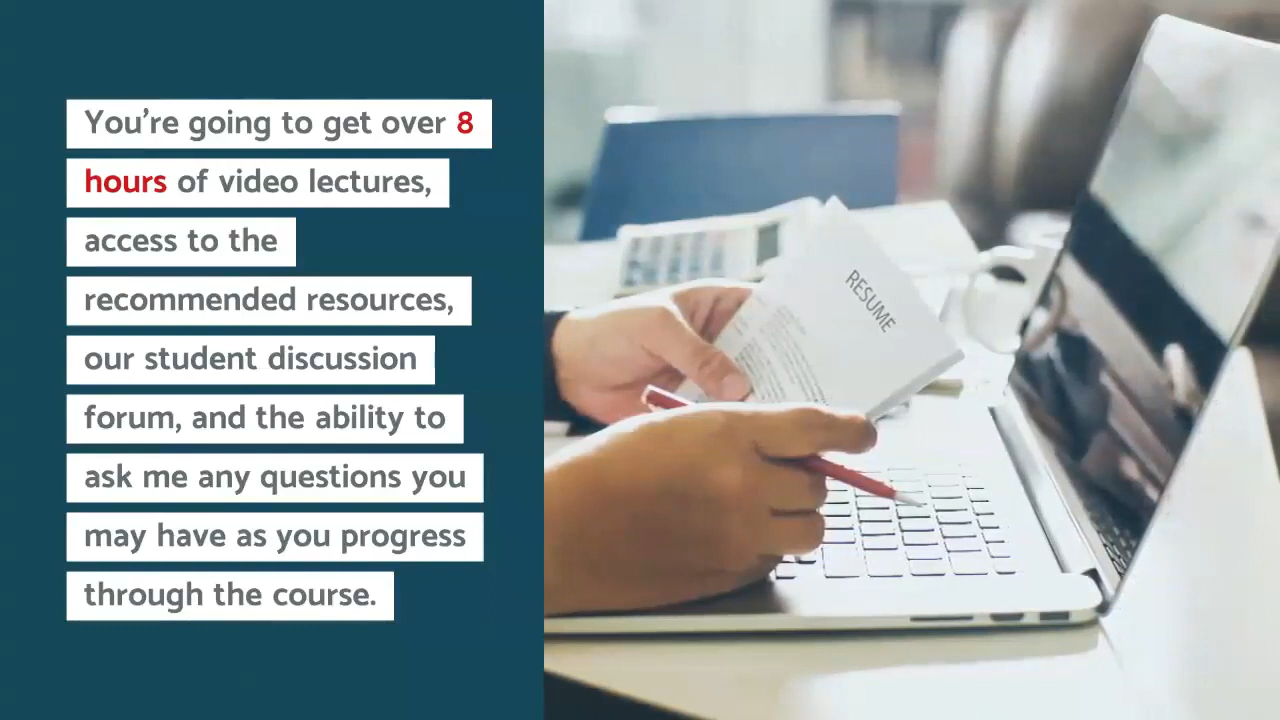 You're going to get over 8
hours of video lectures,
access to the
recommended resources,
our student discussion
forum, and the ability to
ask me any questions you
may have as you progress
through the course.
RESUME